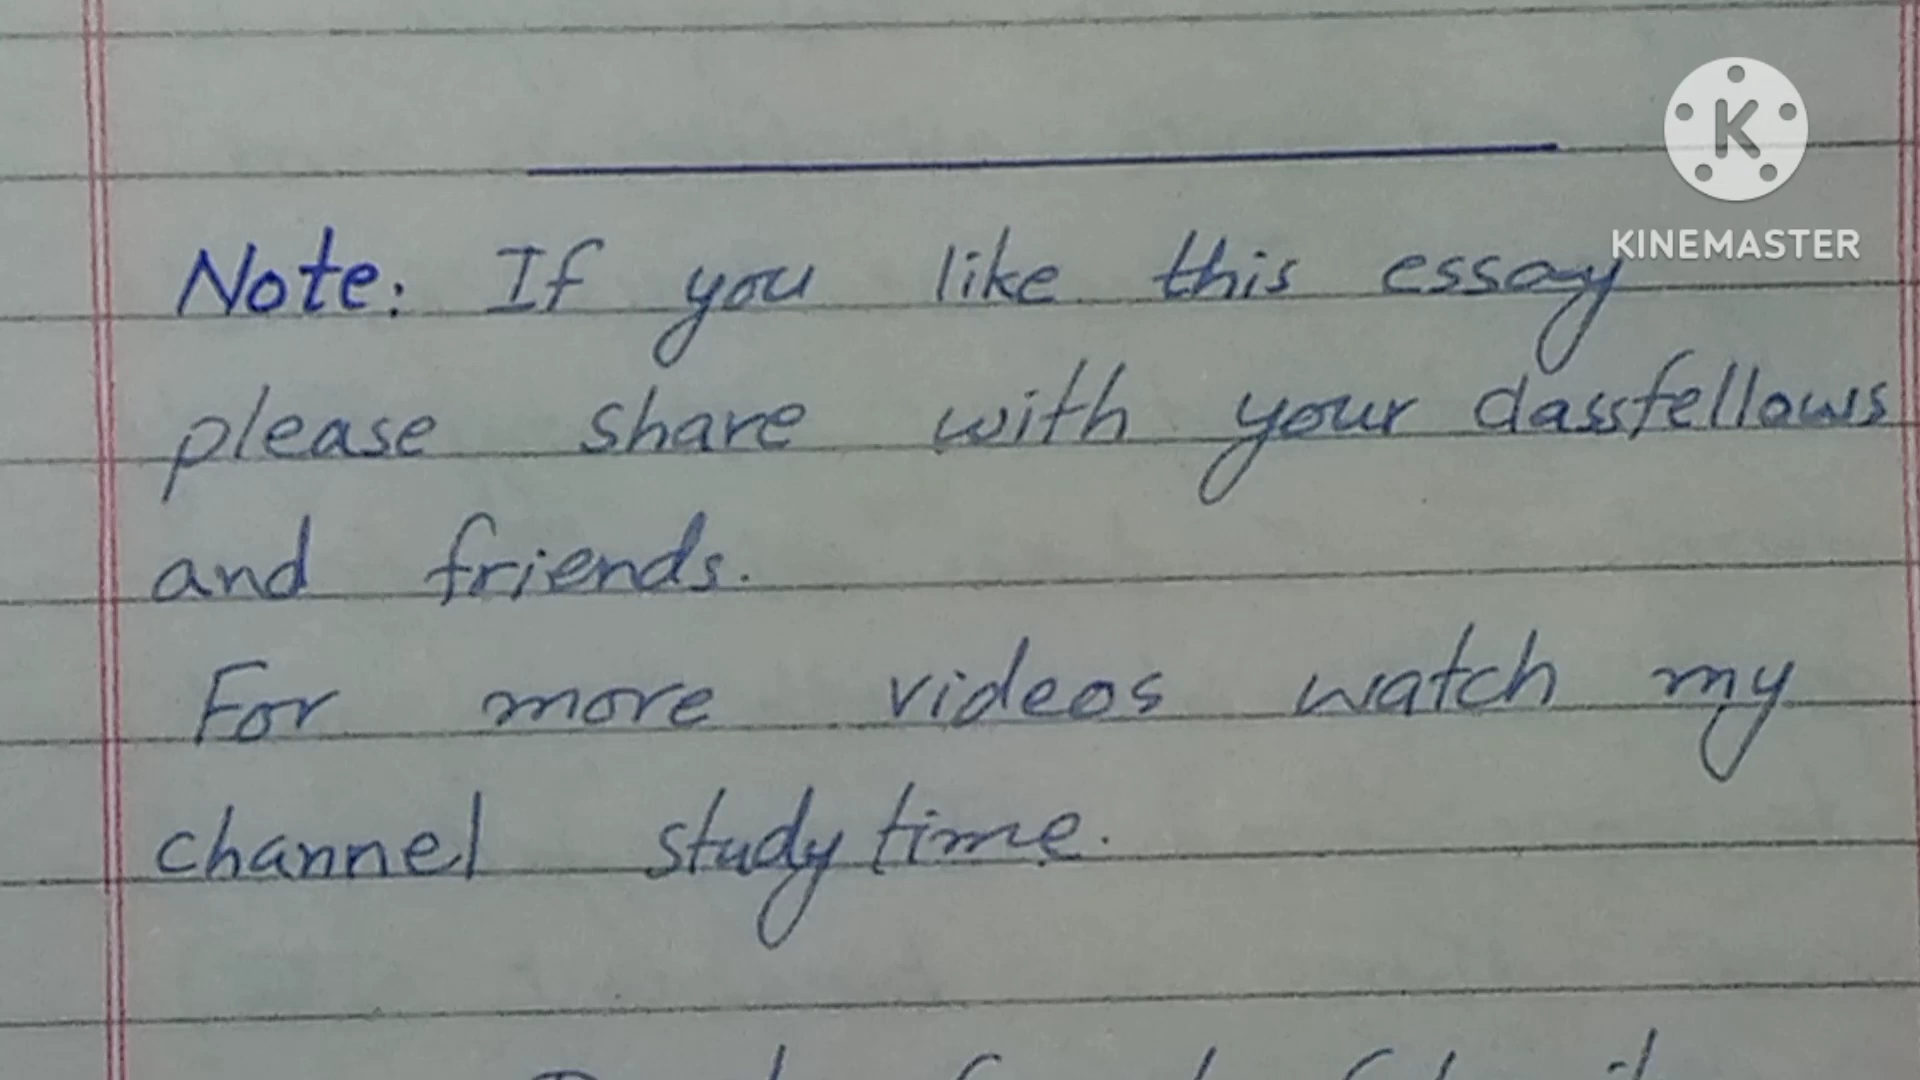 KINEMASTER
Note: If you like this essay
please share with your classfellows
and friends.
For more videos watch my
channel study time.